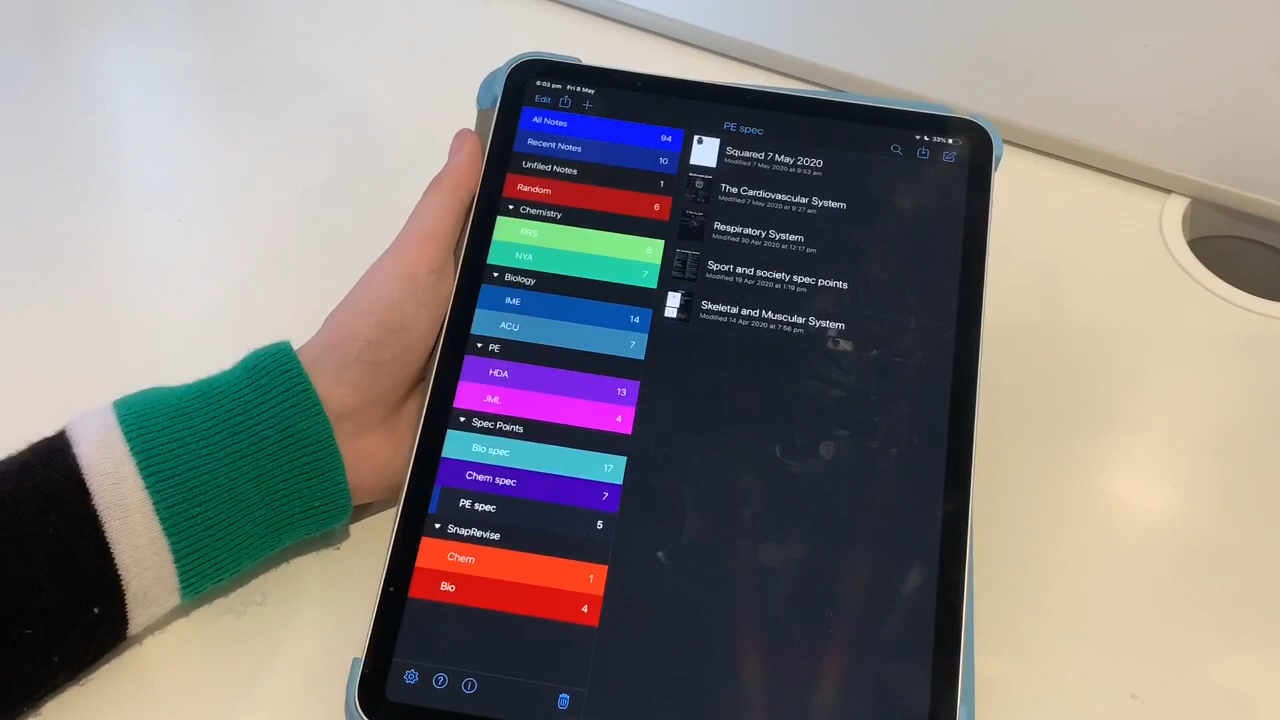 6:03 pm Fri 8 May
33%
Edit
PE spec
All Notes 94
Recent Notes 10
Unfiled Notes 1
Random 6
Chemistry
RRS 6
NYA 7
Biology
IME 14
ACU 7
PE
HDA 13
JML 4
Spec Points
Bio spec 17
Chem spec 7
PE spec 5
SnapRevise
Chem 1
Bio 4
Squared 7 May 2020
Modified 7 May 2020 at 9:53 am
The Cardiovascular System
Modified 7 May 2020 at 9:27 am
Respiratory System
Modified 30 Apr 2020 at 12:17 pm
Sport and society spec points
Modified 19 Apr 2020 at 1:19 pm
Skeletal and Muscular System
Modified 14 Apr 2020 at 7:56 pm